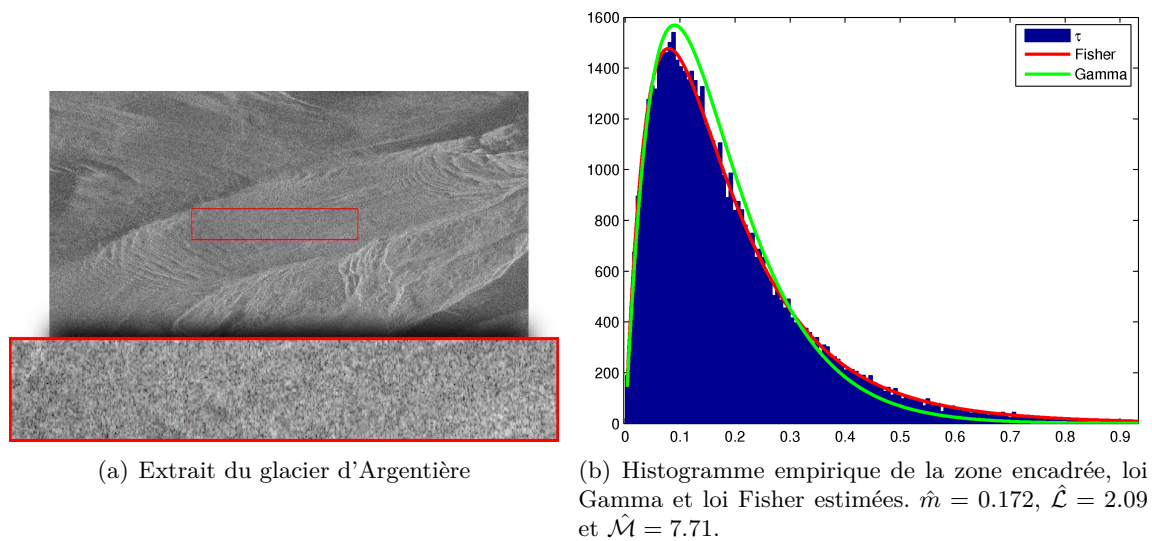 1600
1400
1200
1000
800
600
400
200
0
0 0.1 0.2 0.3 0.4 0.5 0.6 0.7 0.8 0.9
τ
Fisher
Gamma
(a) Extrait du glacier d'Argentière
(b) Histogramme empirique de la zone encadrée, loi
Gamma et loi Fisher estimées. m̂ = 0.172, ℒ̂ = 2.09
et ℳ̂ = 7.71.